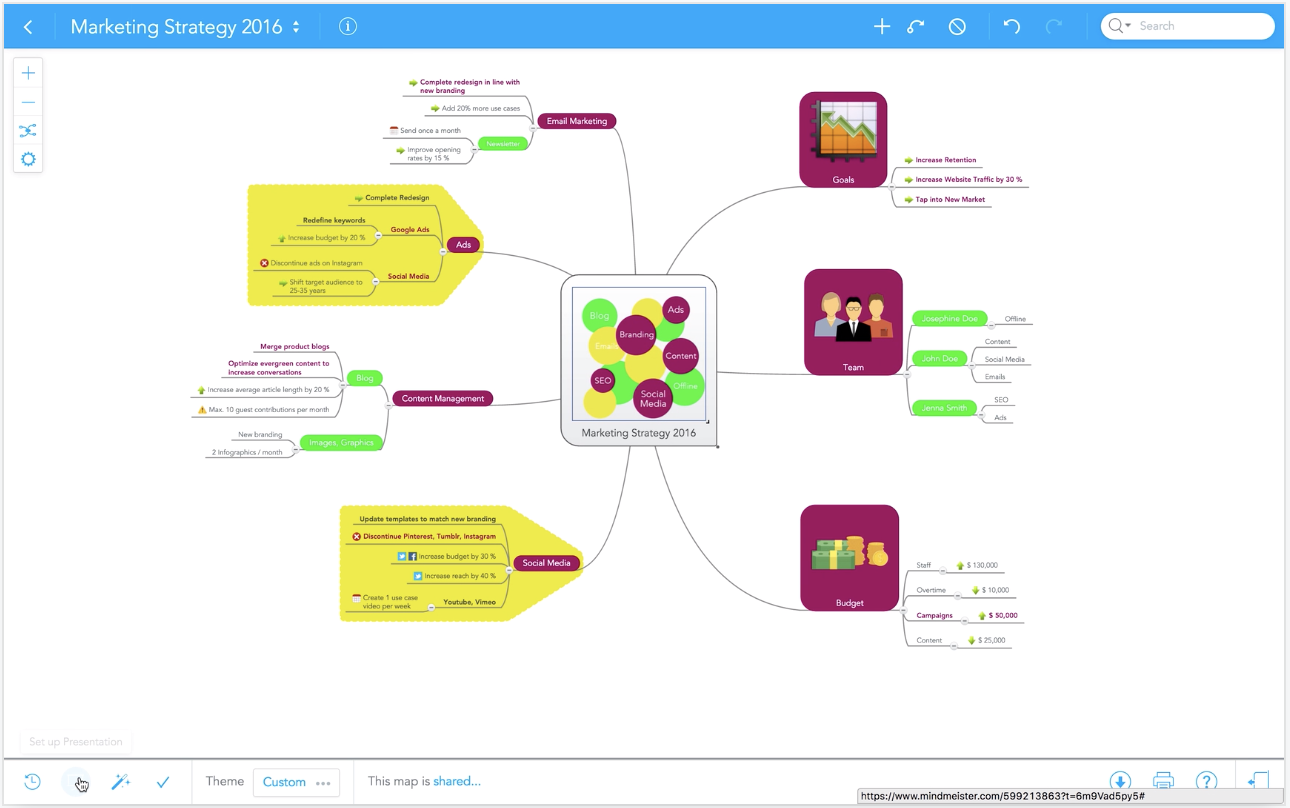 Marketing Strategy 2016
Search
Complete redesign in line with
new branding
Add 20% more use cases
Email Marketing
Send once a month
Newsletter
Improve opening
rates by 15 %
Goals
Increase Retention
Increase Website Traffic by 30 %
Tap into New Market
Complete Redesign
Redefine keywords
Google Ads
Increase budget by 20 %
Ads
Discontinue ads on Instagram
Social Media
Shift target audience to
25-35 years
Blog
Ads
Branding
Email
Content
SEO
Offline
Social
Media
Marketing Strategy 2016
Team
Josephine Doe
Offline
John Doe
Content
Social Media
Emails
Jenna Smith
SEO
Ads
Merge product blogs
Optimize evergreen content to
increase conversations
Blog
Increase average article length by 20 %
Max. 10 guest contributions per month
Content Management
New branding
Images, Graphics
2 Infographics / month
Update templates to match new branding
Discontinue Pinterest, Tumblr, Instagram
Increase budget by 30 %
Social Media
Increase reach by 40 %
Create 1 use case
video per week
Youtube, Vimeo
Budget
Staff
$ 130,000
Overtime
$ 10,000
Campaigns
$ 50,000
Content
$ 25,000
Set up Presentation
Theme
Custom
This map is shared...
https://www.mindmeister.com/599213863?t=6m9Vad5py5#